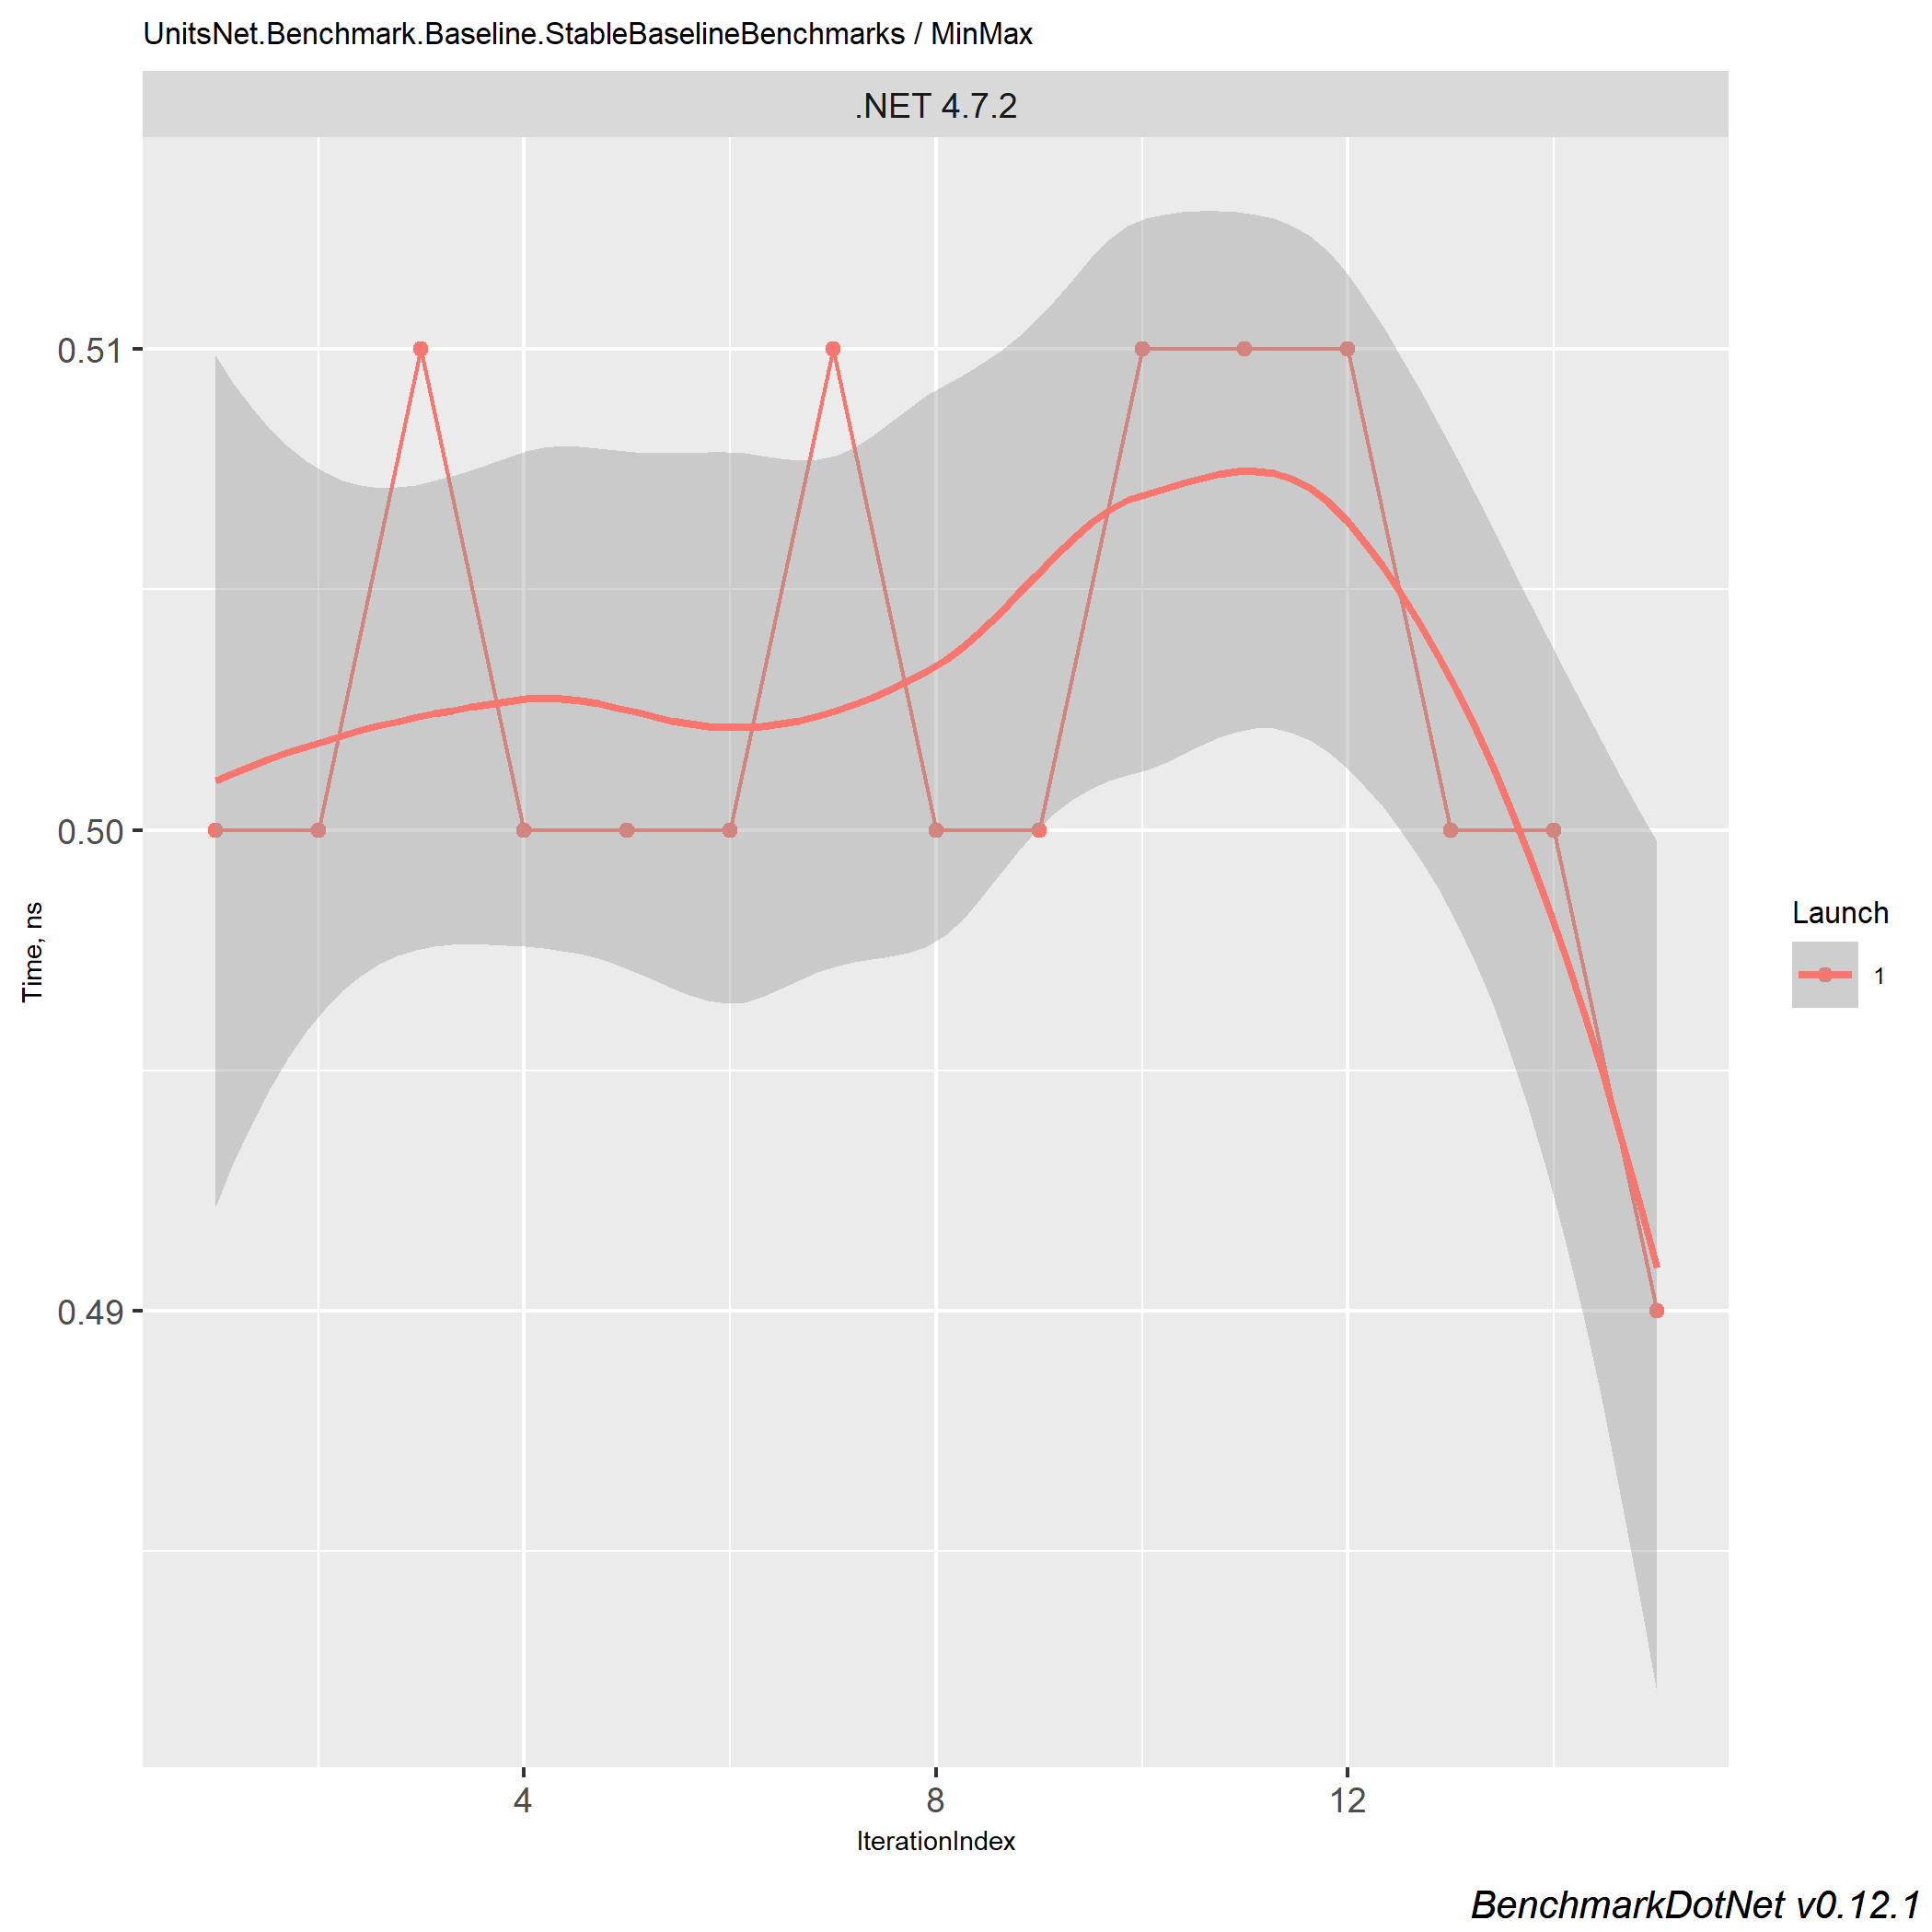 UnitsNet.Benchmark.Baseline.StableBaselineBenchmarks / MinMax
.NET 4.7.2
0.51
0.50
0.49
Time, ns
4
8
12
IterationIndex
Launch
1
BenchmarkDotNet v0.12.1